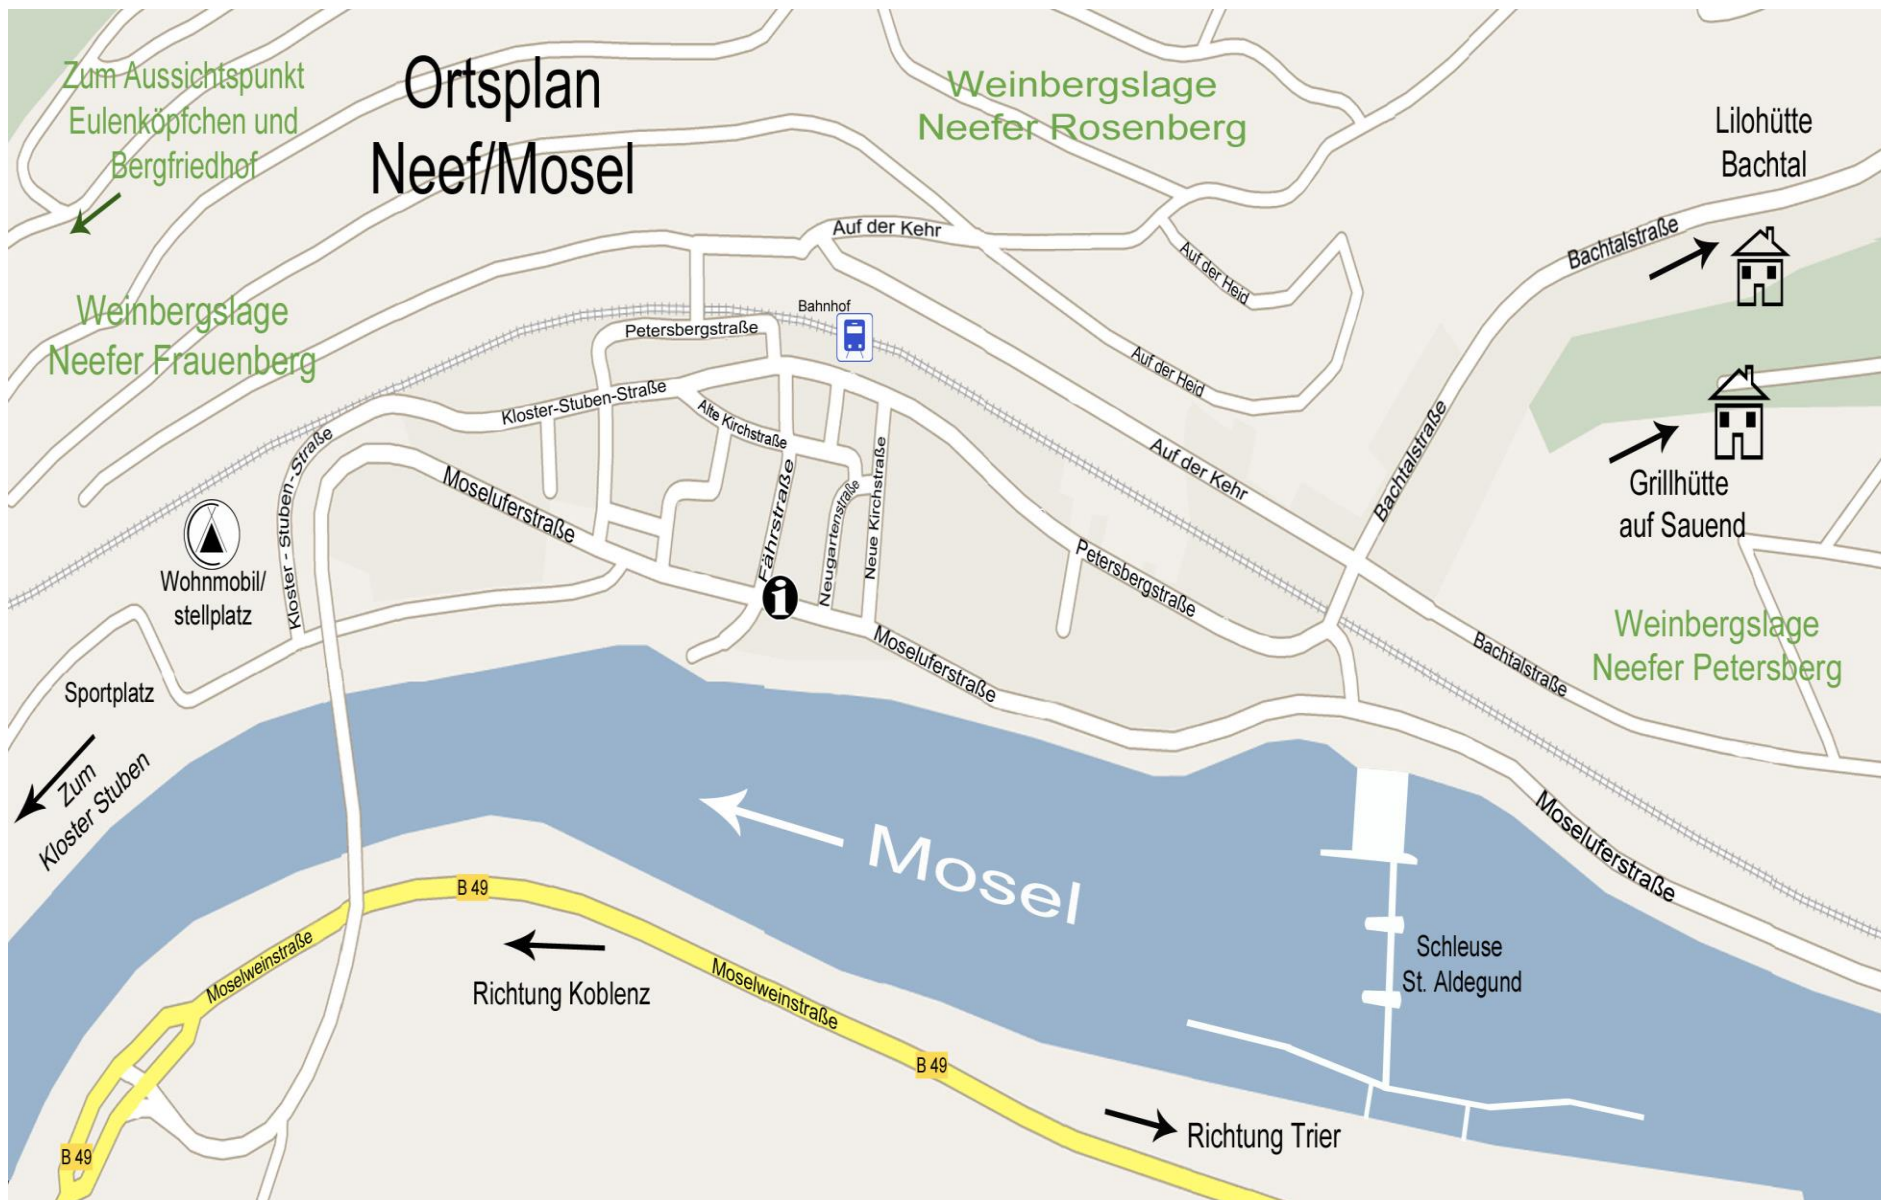 Zum Aussichtspunkt
Eulenköpfchen und
Bergfriedhof
Ortsplan
Neef/Mosel
Weinbergslage
Neefer Rosenberg
Lilohütte
Bachtal
Auf der Kehr
Bachtalstraße
Auf der Heid
Weinbergslage
Neefer Frauenberg
Bahnhof
Petersbergstraße
Auf der Heid
Kloster-Stuben-Straße
Alte Kirchstraße
Bachtalstraße
Kloster - Stuben - Straße
Moseluferstraße
Fährstraße
Neugartenstraße
Neue Kirchstraße
Auf der Kehr
Grillhütte
auf Sauend
Wohnmobil/
stellplatz
Petersbergstraße
i
Moseluferstraße
Bachtalstraße
Weinbergslage
Neefer Petersberg
Sportplatz
Zum
Kloster Stuben
Mosel
Moseluferstraße
B 49
Moselweinstraße
Richtung Koblenz
Moselweinstraße
Schleuse
St. Aldegund
B 49
Richtung Trier
B 49